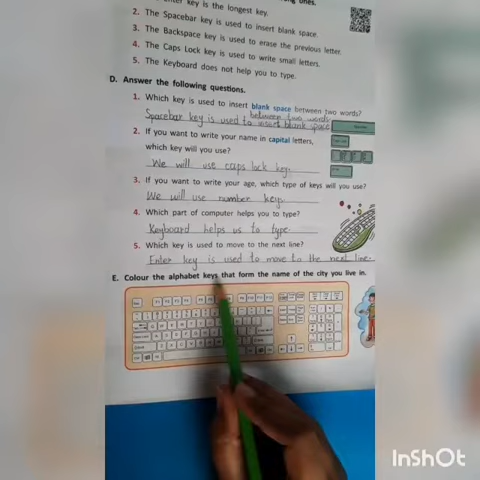 key is the longest key.
2. The Spacebar key is used to insert blank space.
3. The Backspace key is used to erase the previous letter.
4. The Caps Lock key is used to write small letters.
5. The Keyboard does not help you to type.
D. Answer the following questions.
1. Which key is used to insert blank space between two words?
between two words
Spacebar key is used to insert blank space
2. If you want to write your name in capital letters,
which key will you use?
We will use caps lock key
3. If you want to write your age, which type of keys will you use?
We will use number key
4. Which part of computer helps you to type?
Keyboard helps us to type
5. Which key is used to move to the next line?
Enter key is used to move to the next line
E. Colour the alphabet keys that form the name of the city you live in.
INSHOT